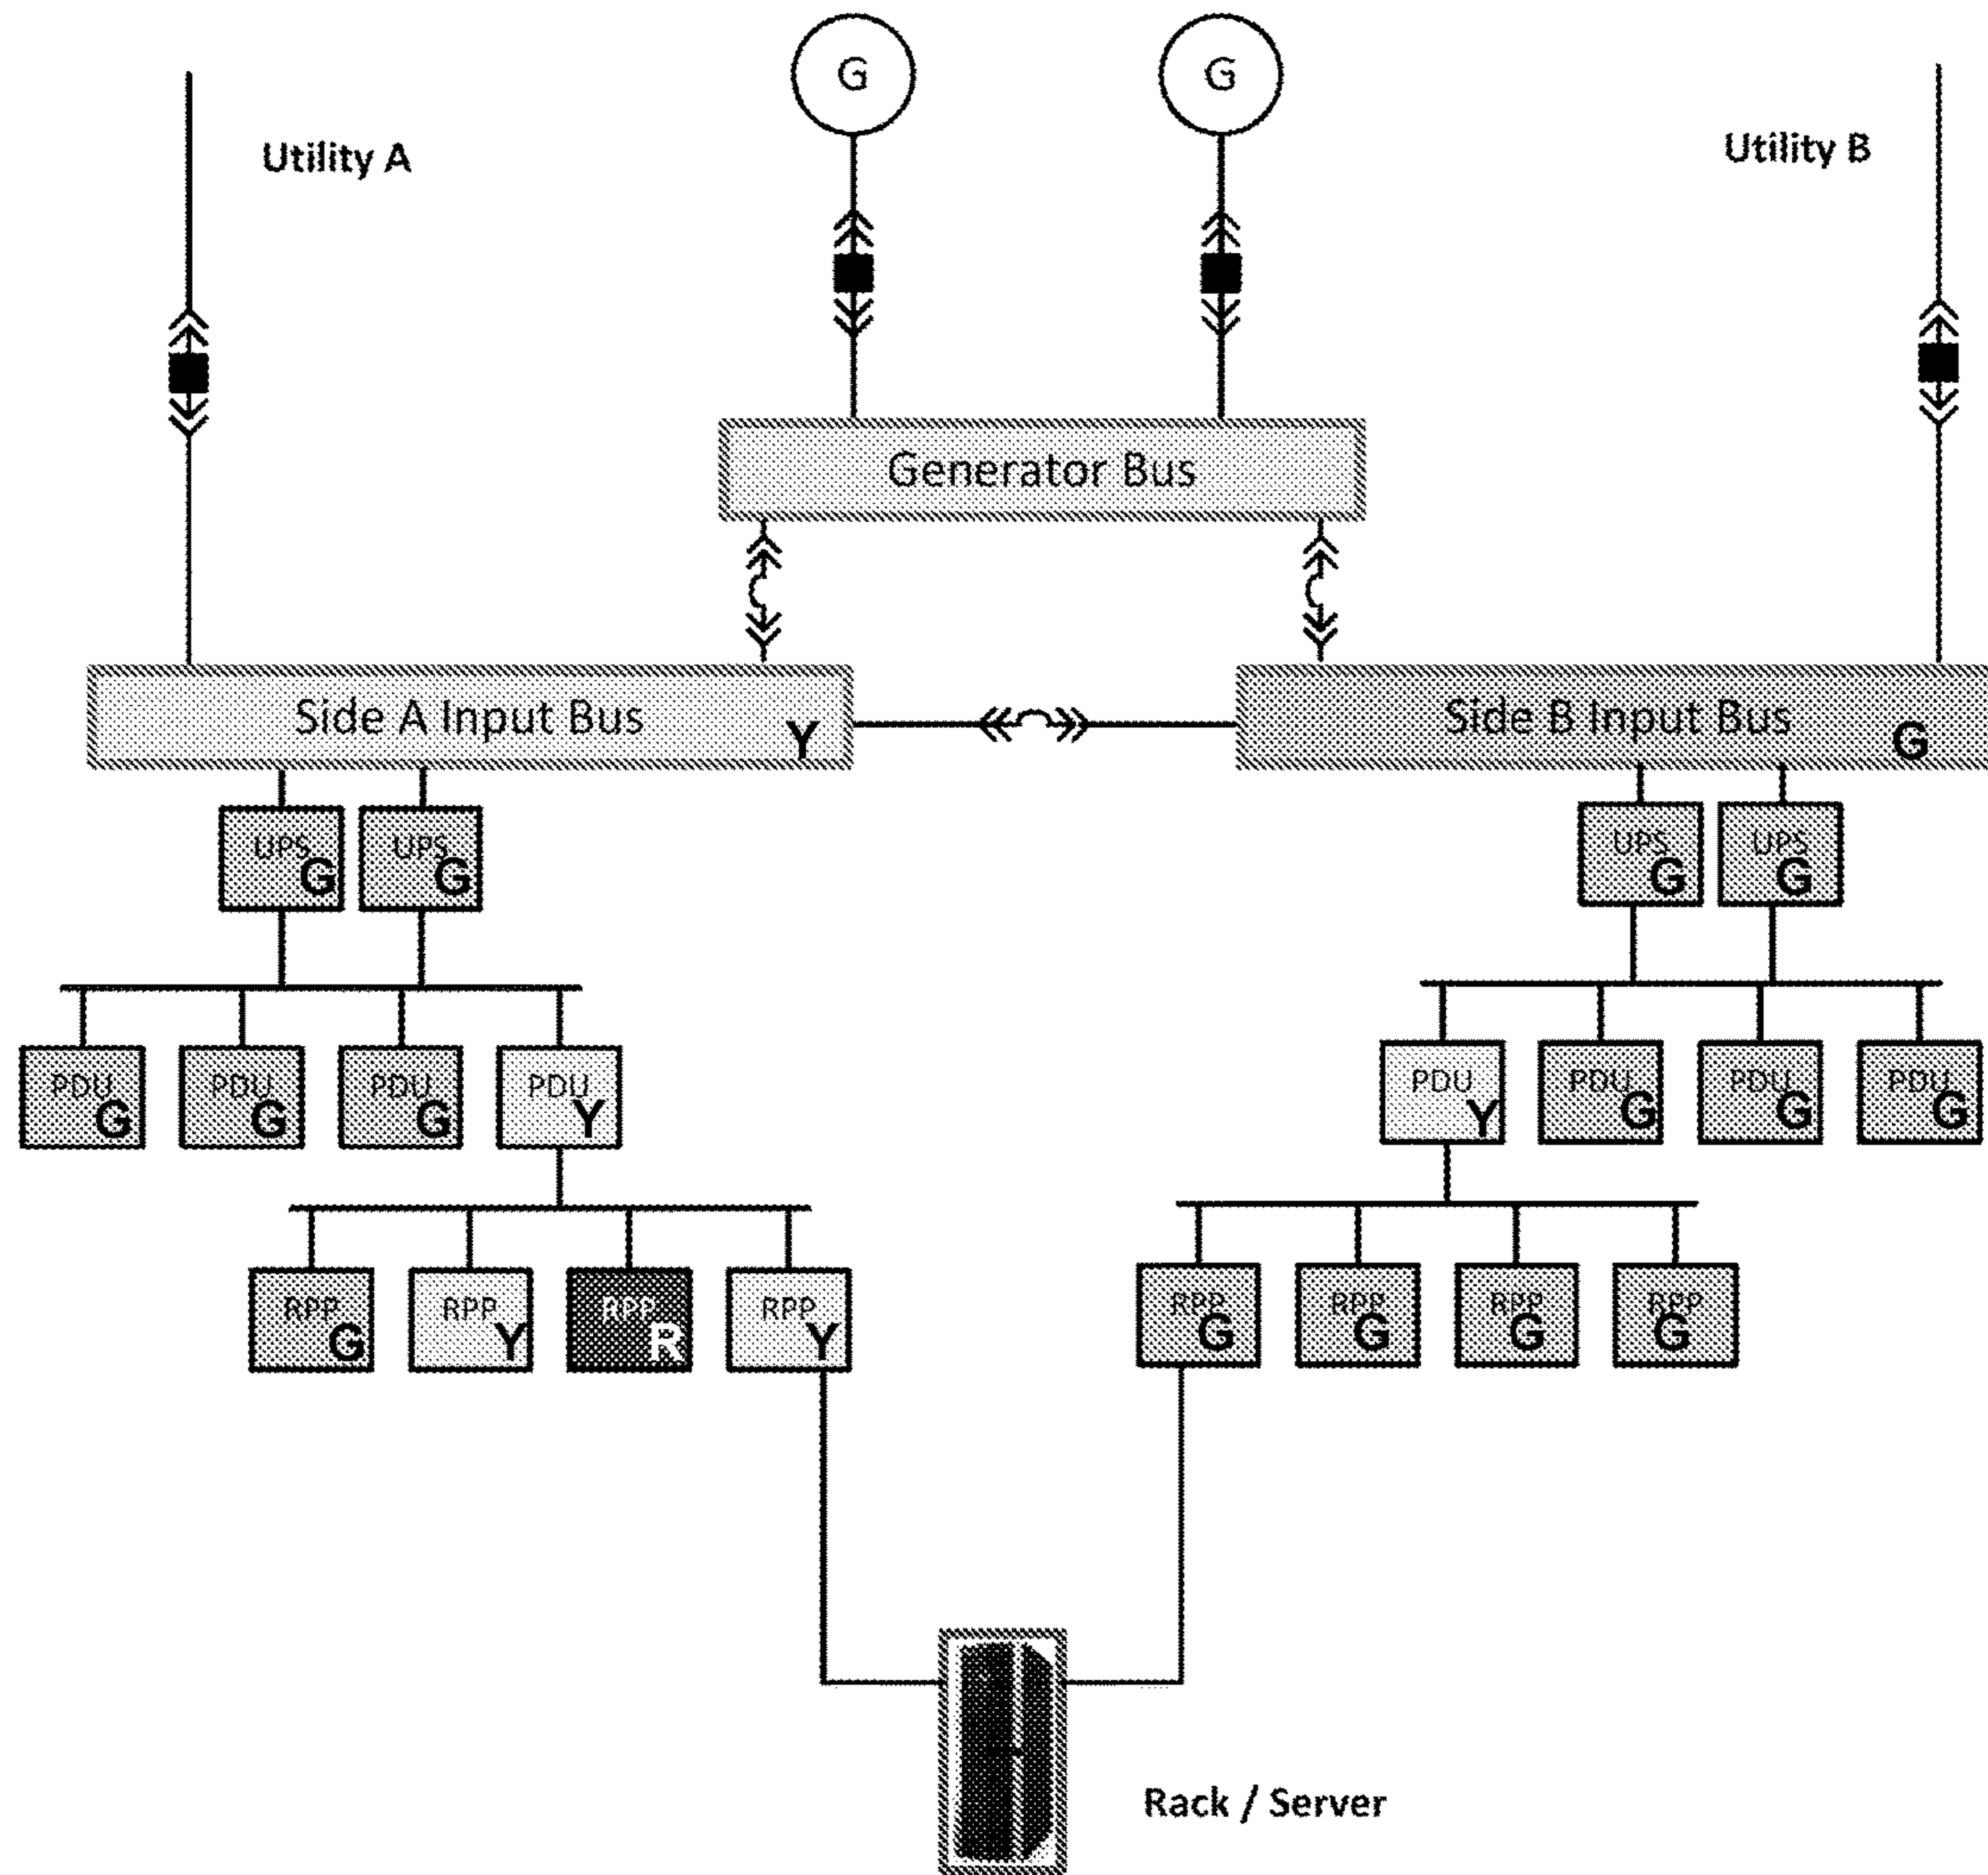 G G
Utility A
Utility B
Generator Bus
Side A Input Bus Y
Side B Input Bus G
UPS G UPS G
UPS G UPS G
PDU G PDU G PDU G PDU Y
PDU Y PDU G PDU G PDU G
RPP G RPP Y RPP R RPP Y
RPP G RPP G RPP G RPP G
Rack / Server